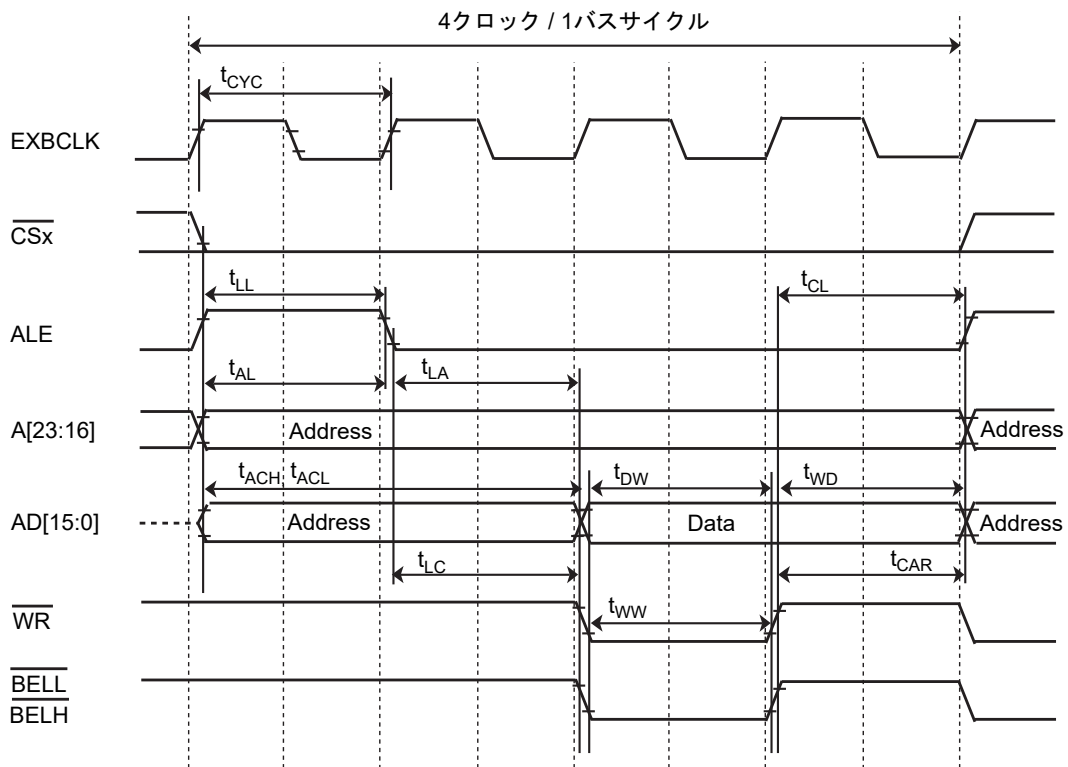 4クロック / 1バスサイクル
tCYC
EXBCLK
CSx
tLL
tCL
ALE
tAL
tLA
A[23:16]
Address
Address
tACH, tACL
tDW
tWD
AD[15:0]
Address
Data
Address
tLC
tCAR
WR
tWW
BELL
BELH